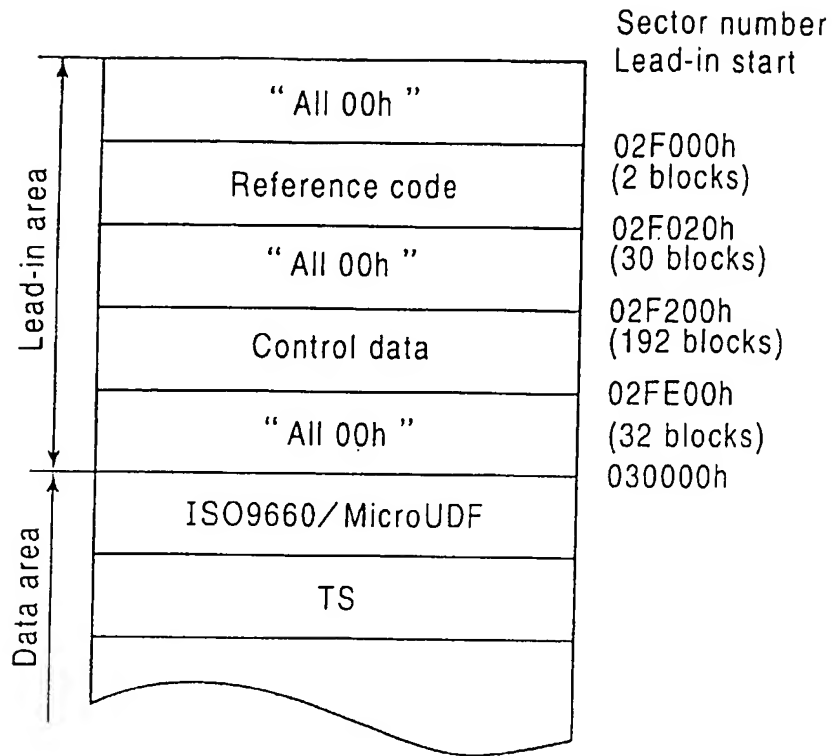 Sector number
Lead-in start
“ All 00h ”
02F000h
(2 blocks)
Reference code
02F020h
(30 blocks)
“ All 00h ”
02F200h
(192 blocks)
Control data
02FE00h
(32 blocks)
“ All 00h ”
030000h
ISO9660/MicroUDF
TS
Lead-in area
Data area